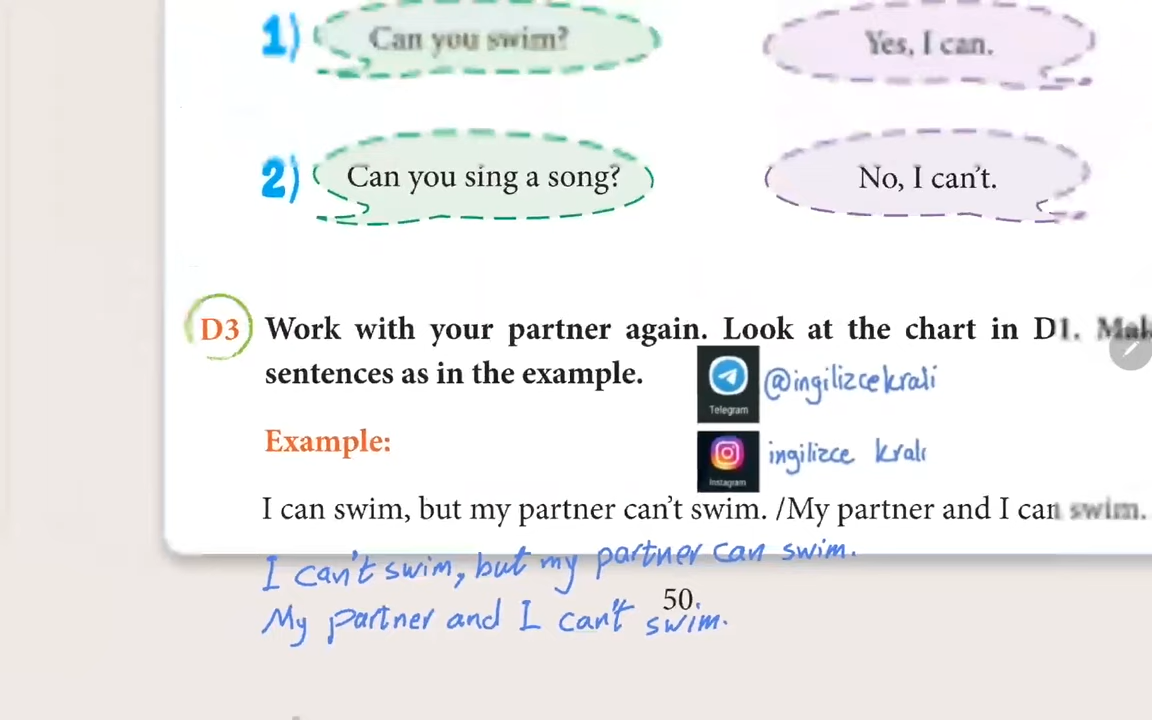 1) Can you swim? Yes, I can.
2) Can you sing a song? No, I can't.
D3 Work with your partner again. Look at the chart in D1.
sentences as in the example.
Telegram @ingilizcekrali
Example:
Instagram ingilizce kralı
I can swim, but my partner can't swim. /My partner and I can swim.
I can't swim, but my partner can swim.
50
My partner and I can't swim.